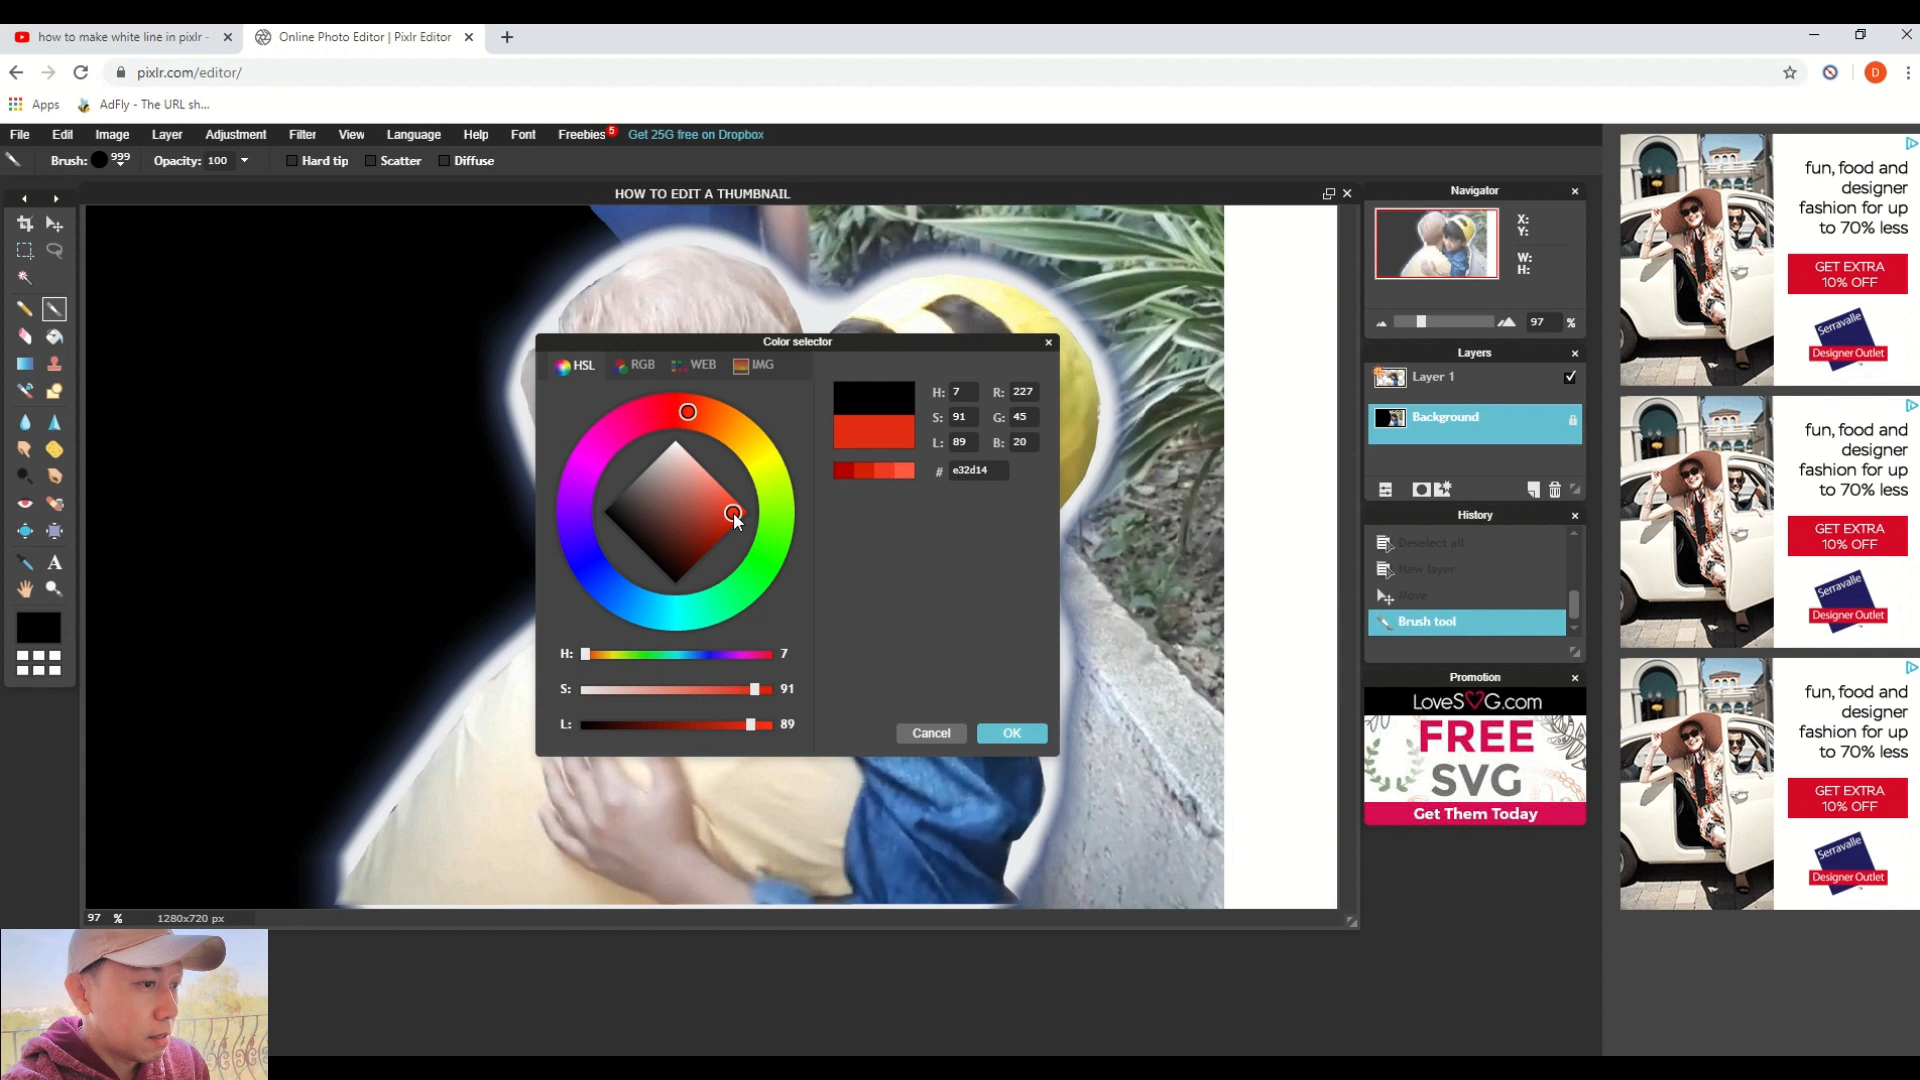 how to make white line in pixlr -
Online Photo Editor | Pixlr Editor
pixlr.com/editor/
D
Apps
AdFly - The URL sh...
File Edit Image Layer Adjustment Filter View Language Help Font Freebies 5 Get 25G free on Dropbox
Brush: 999 Opacity: 100 Hard tip Scatter Diffuse
HOW TO EDIT A THUMBNAIL
Color selector
HSL RGB WEB IMG
H: 7 R: 227
S: 91 G: 45
L: 89 B: 20
# e32d14
H: 7
S: 91
L: 89
Cancel OK
97 % 1280x720 px
Navigator
X:
Y:
W:
H:
97 %
Layers
Layer 1
Background
History
Deselect all
New layer
Move
Brush tool
Promotion
LoveSVG.com
FREE
SVG
Get Them Today
fun, food and
designer
fashion for up
to 70% less
GET EXTRA
10% OFF
Serravalle
Designer Outlet
fun, food and
designer
fashion for up
to 70% less
GET EXTRA
10% OFF
Serravalle
Designer Outlet
fun, food and
designer
fashion for up
to 70% less
GET EXTRA
10% OFF
Serravalle
Designer Outlet